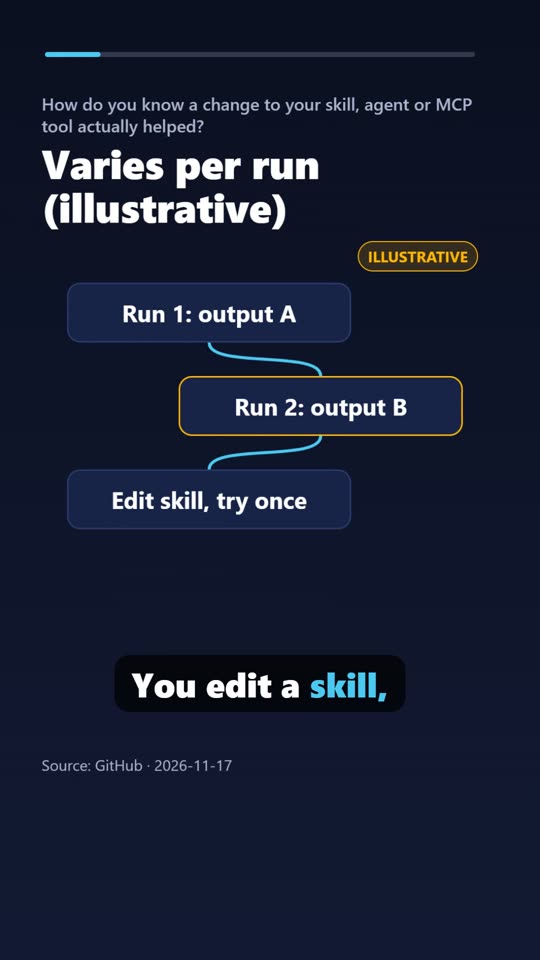 How do you know a change to your skill, agent or MCP
tool actually helped?
Varies per run
(illustrative)
ILLUSTRATIVE
Run 1: output A
Run 2: output B
Edit skill, try once
You edit a skill,
Source: GitHub · 2026-11-17